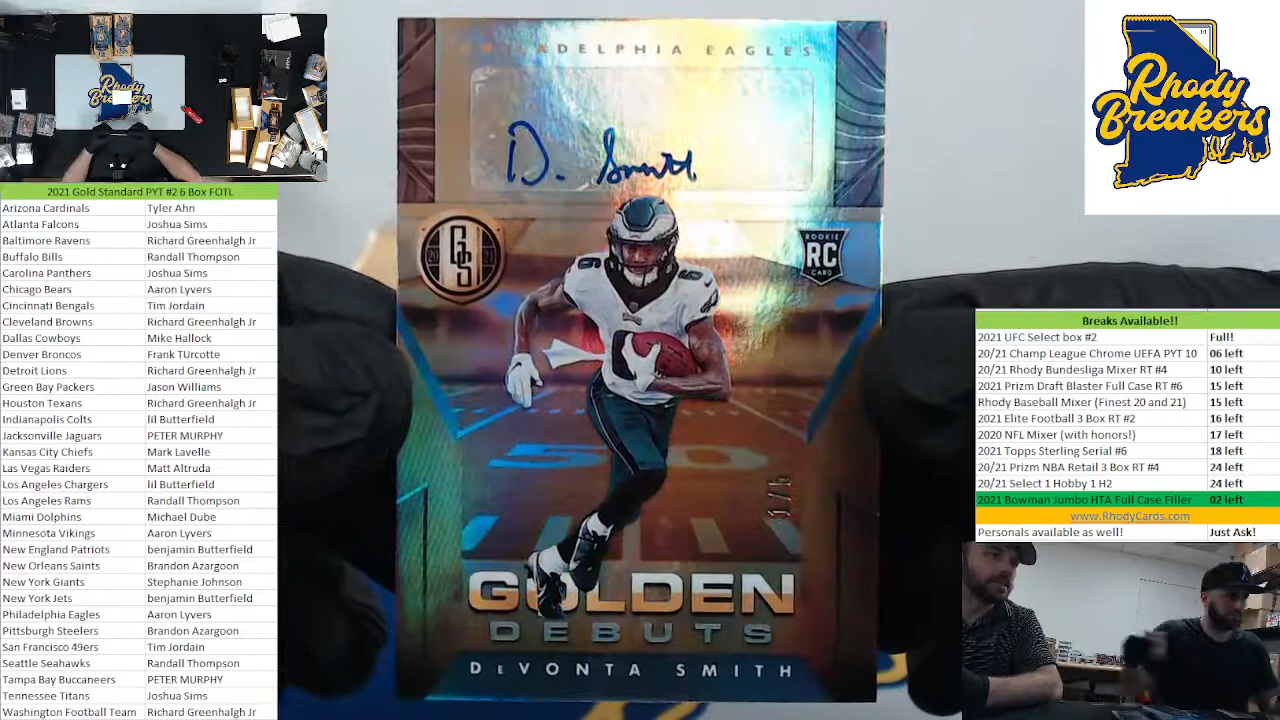 Rhody
Breakers
2021 Gold Standard PYT #2 6 Box FOTL
Arizona Cardinals Tyler Ahn
Atlanta Falcons Joshua Sims
Baltimore Ravens Richard Greenhalgh Jr
Buffalo Bills Randall Thompson
Carolina Panthers Joshua Sims
Chicago Bears Aaron Lyvers
Cincinnati Bengals Tim Jordain
Cleveland Browns Richard Greenhalgh Jr
Dallas Cowboys Mike Hallock
Denver Broncos Frank TUrcotte
Detroit Lions Richard Greenhalgh Jr
Green Bay Packers Jason Williams
Houston Texans Richard Greenhalgh Jr
Indianapolis Colts lil Butterfield
Jacksonville Jaguars PETER MURPHY
Kansas City Chiefs Mark Lavelle
Las Vegas Raiders Matt Altruda
Los Angeles Chargers lil Butterfield
Los Angeles Rams Randall Thompson
Miami Dolphins Michael Dube
Minnesota Vikings Aaron Lyvers
New England Patriots benjamin Butterfield
New Orleans Saints Brandon Azargoon
New York Giants Stephanie Johnson
New York Jets benjamin Butterfield
Philadelphia Eagles Aaron Lyvers
Pittsburgh Steelers Brandon Azargoon
San Francisco 49ers Tim Jordain
Seattle Seahawks Randall Thompson
Tampa Bay Buccaneers PETER MURPHY
Tennessee Titans Joshua Sims
Washington Football Team Richard Greenhalgh Jr
PHILADELPHIA EAGLES
D. Smith
20 GS 21
ROOKIE
RC
CARD
6 6
50
1/5
GOLDEN
DEBUTS
DeVONTA SMITH
Rhody
Breakers
1/1
Breaks Available!!
2021 UFC Select box #2 Full!
20/21 Champ League Chrome UEFA PYT 10 06 left
20/21 Rhody Bundesliga Mixer RT #4 10 left
2021 Prizm Draft Blaster Full Case RT #6 15 left
Rhody Baseball Mixer (Finest 20 and 21) 15 left
2021 Elite Football 3 Box RT #2 16 left
2020 NFL Mixer (with honors!) 17 left
2021 Topps Sterling Serial #6 18 left
20/21 Prizm NBA Retail 3 Box RT #4 24 left
20/21 Select 1 Hobby 1 H2 24 left
2021 Bowman Jumbo HTA Full Case Filler 02 left
www.RhodyCards.com
Personals available as well! Just Ask!